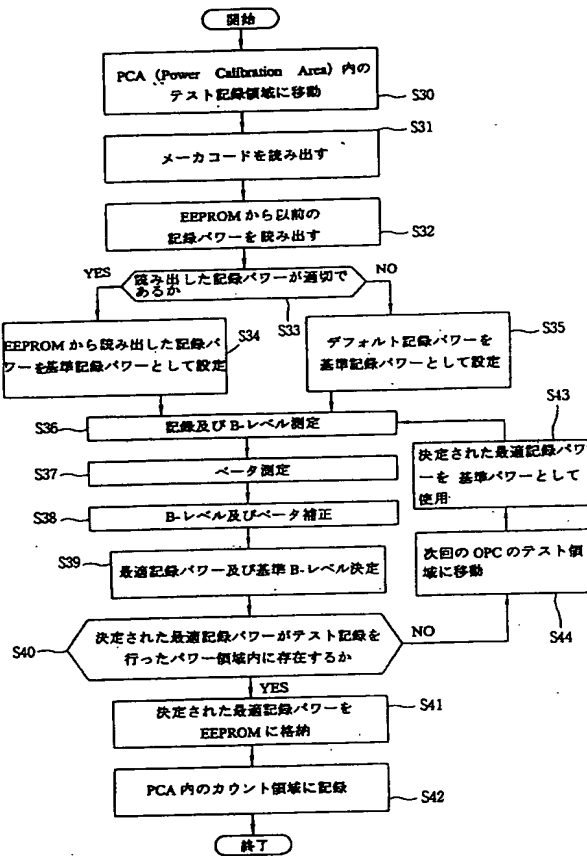 開始
PCA (Power Calibration Area) 内の
テスト記録領域に移動
S30
メーカコードを読み出す
S31
EEPROM から以前の
記録パワーを読み出す
S32
読み出した記録パワーが適切で
あるか
YES
NO
S33
EEPROM から読み出した記録パ
ワーを基準記録パワーとして設定
S34
デフォルト記録パワーを
基準記録パワーとして設定
S35
記録及び B-レベル測定
S36
ベータ測定
S37
B-レベル及びベータ補正
S38
最適記録パワー及び基準 B-レベル決定
S39
決定された最適記録パワーがテスト記録を
行ったパワー領域内に存在するか
S40
NO
YES
次回の OPC のテスト領
域に移動
S44
決定された最適記録パワ
ーを 基準パワーとして
使用
S43
決定された最適記録パワーを
EEPROM に格納
S41
PCA 内のカウント領域に記録
S42
終了